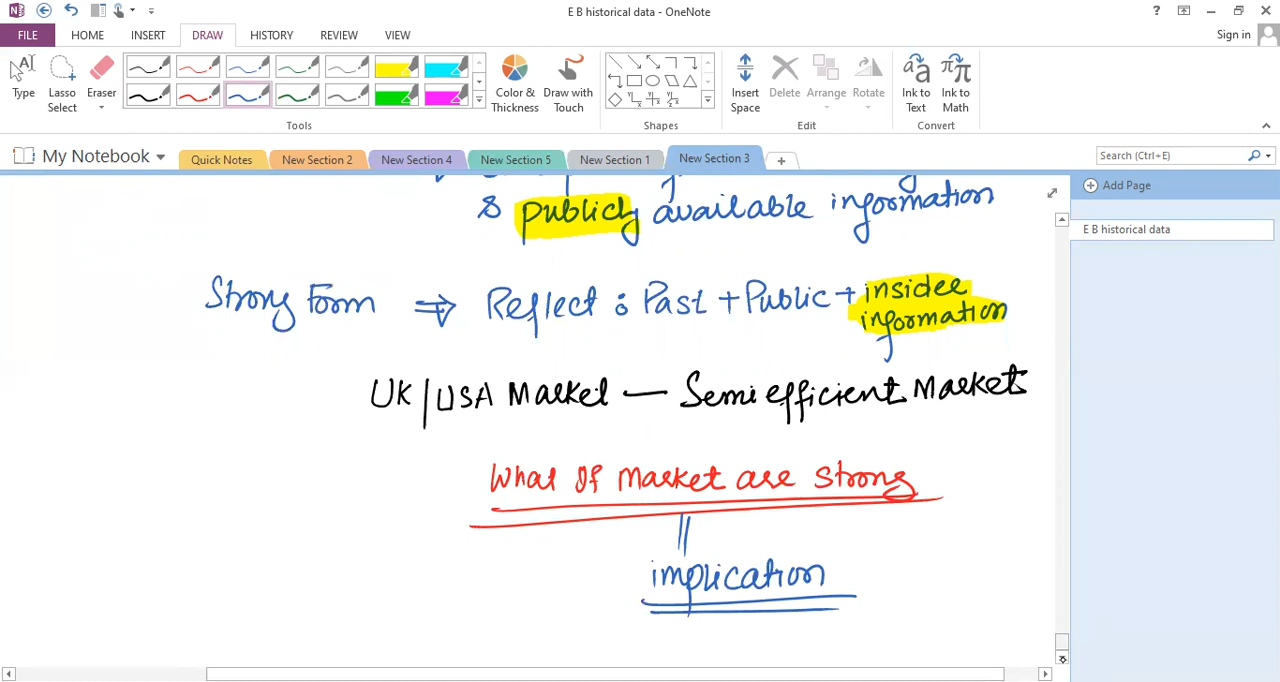 E B historical data - OneNote
?
FILE HOME INSERT DRAW HISTORY REVIEW VIEW
Sign in
Type Lasso Select Eraser Color & Thickness Draw with Touch Insert Space Delete Arrange Rotate Ink to Text Ink to Math
Tools Shapes Edit Convert
My Notebook Quick Notes New Section 2 New Section 4 New Section 5 New Section 1 New Section 3 Search (Ctrl+E)
Add Page
E B historical data
& publicly available information
Strong Form ⇒ Reflect : Past + Public + insider information
UK/USA Market — Semi efficient Markets
What If Market are strong
implication